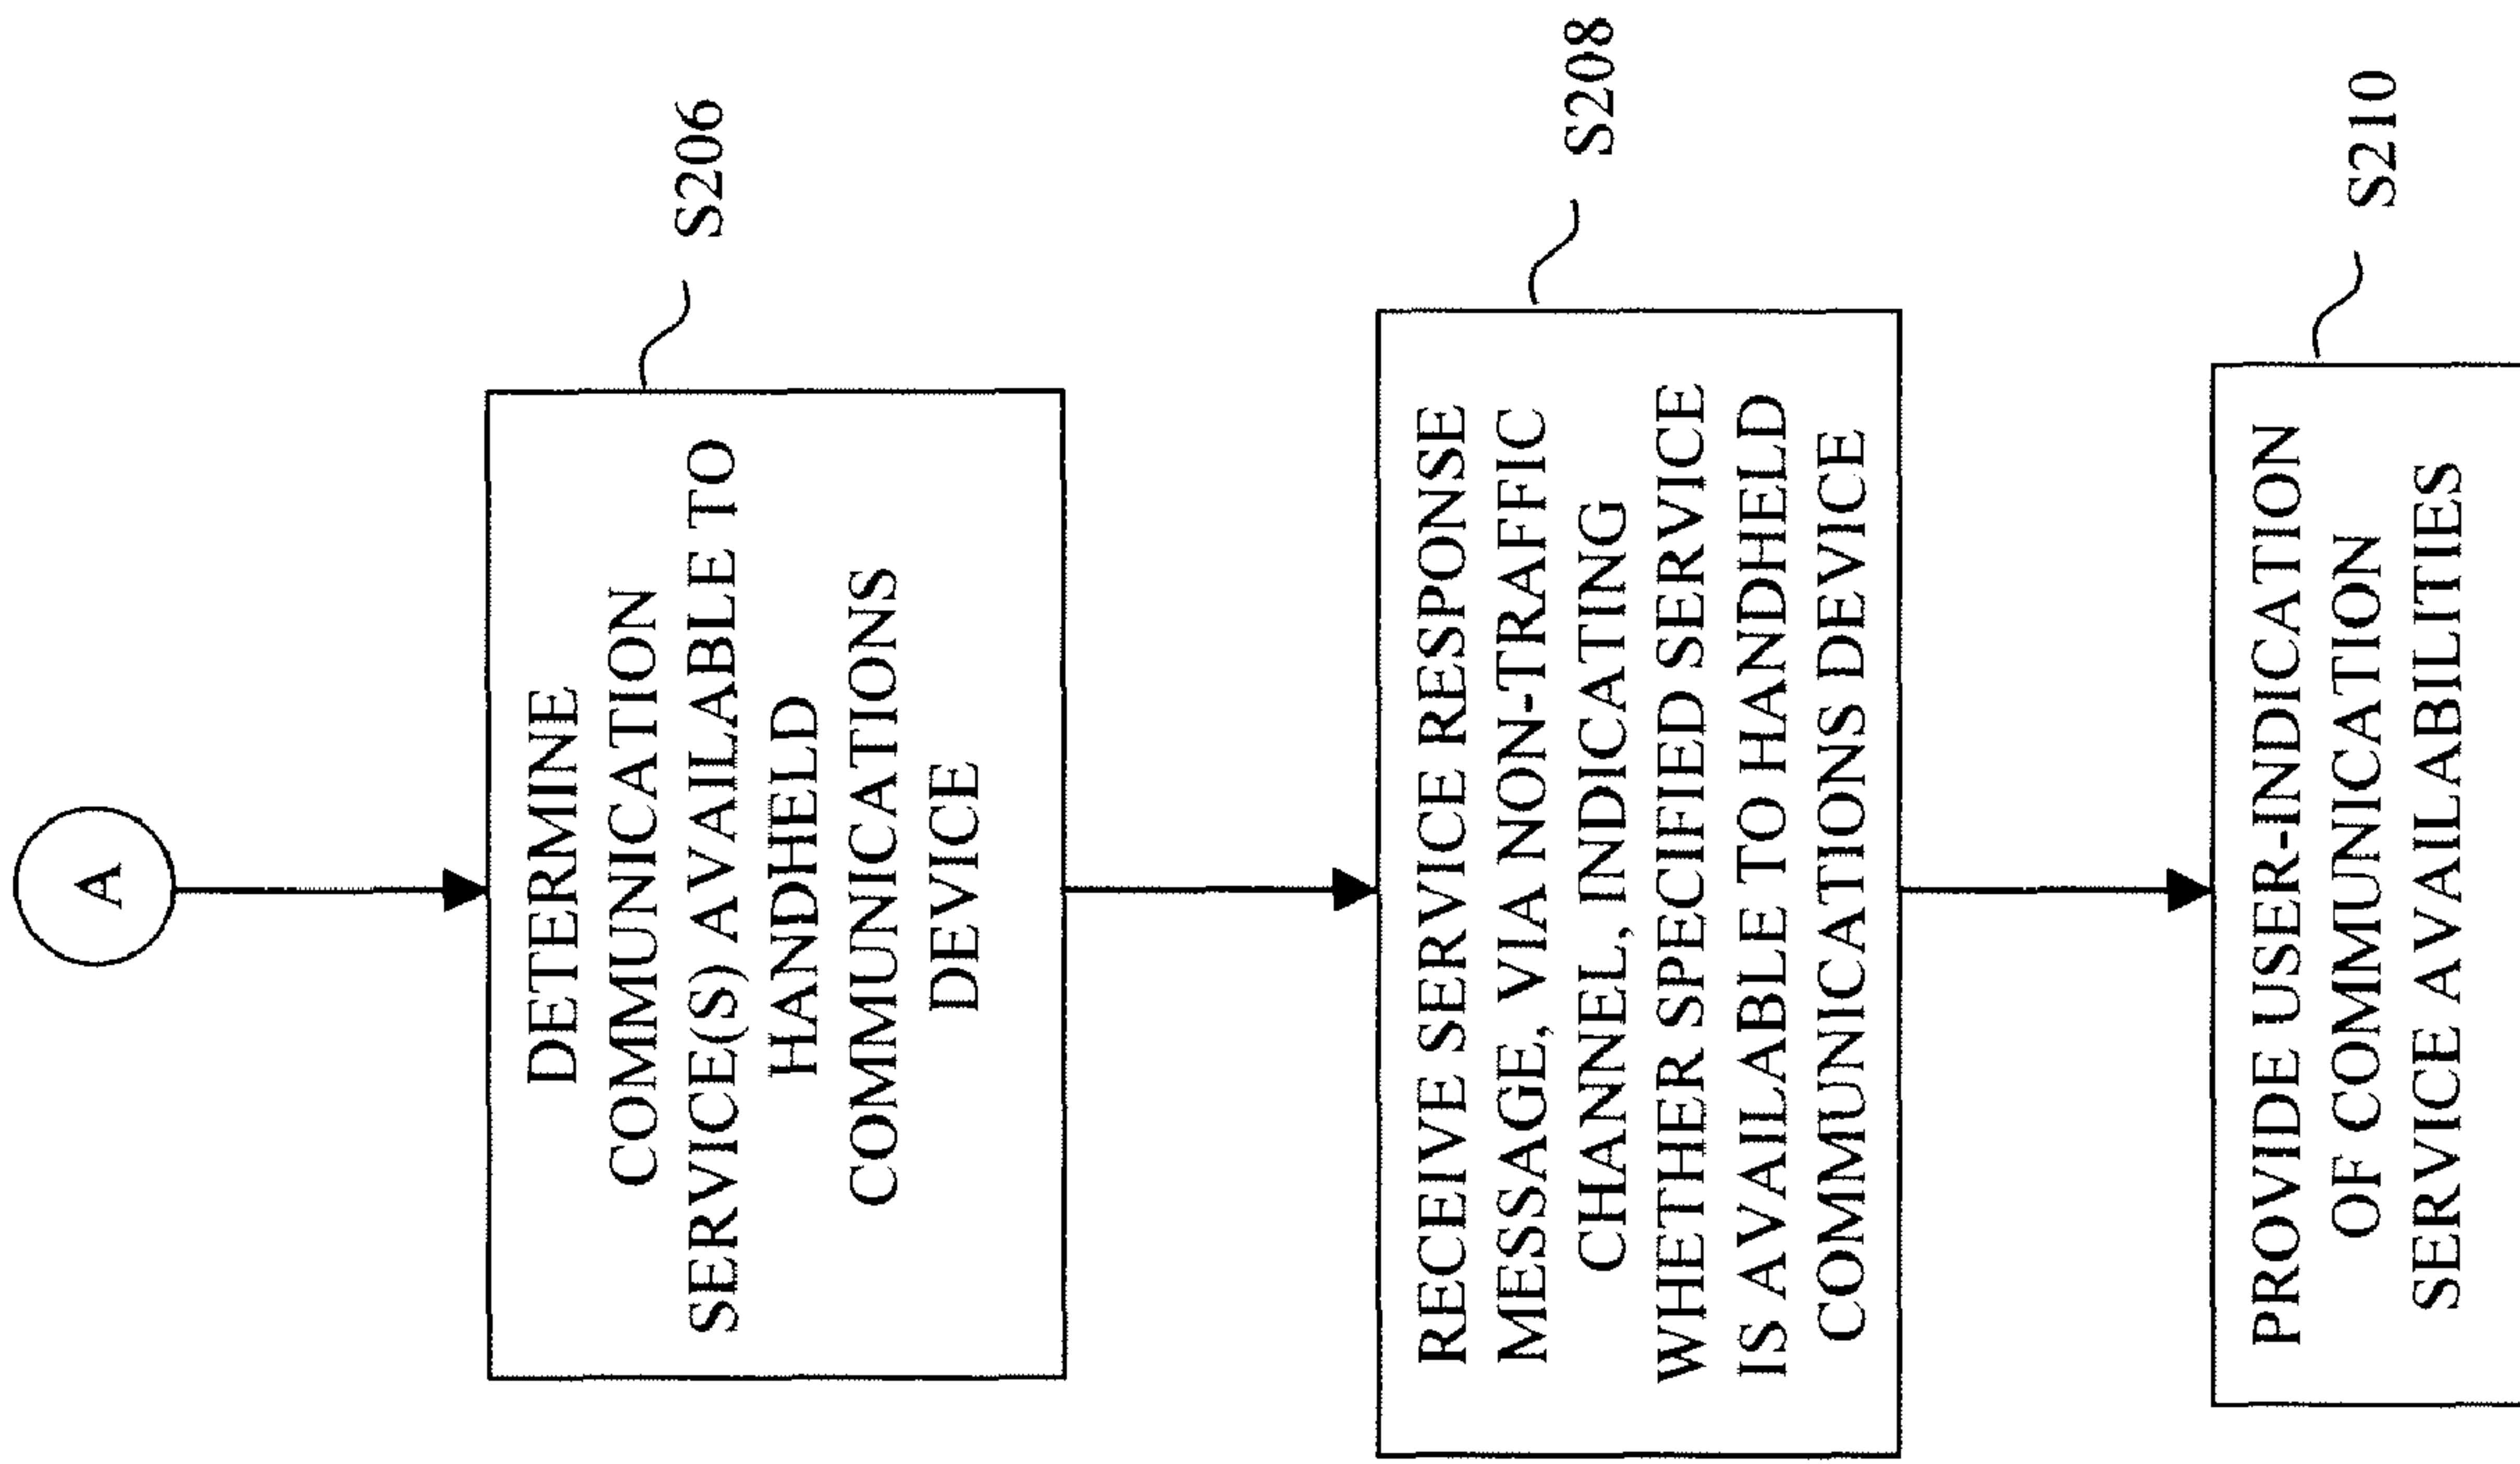 A
DETERMINE
COMMUNICATION
SERVICE(S) AVAILABLE TO
HANDHELD
COMMUNICATIONS
DEVICE
S206
RECEIVE SERVICE RESPONSE
MESSAGE, VIA NON-TRAFFIC
CHANNEL, INDICATING
WHETHER SPECIFIED SERVICE
IS AVAILABLE TO HANDHELD
COMMUNICATIONS DEVICE
S208
PROVIDE USER-INDICATION
OF COMMUNICATION
SERVICE AVAILABILITIES
S210